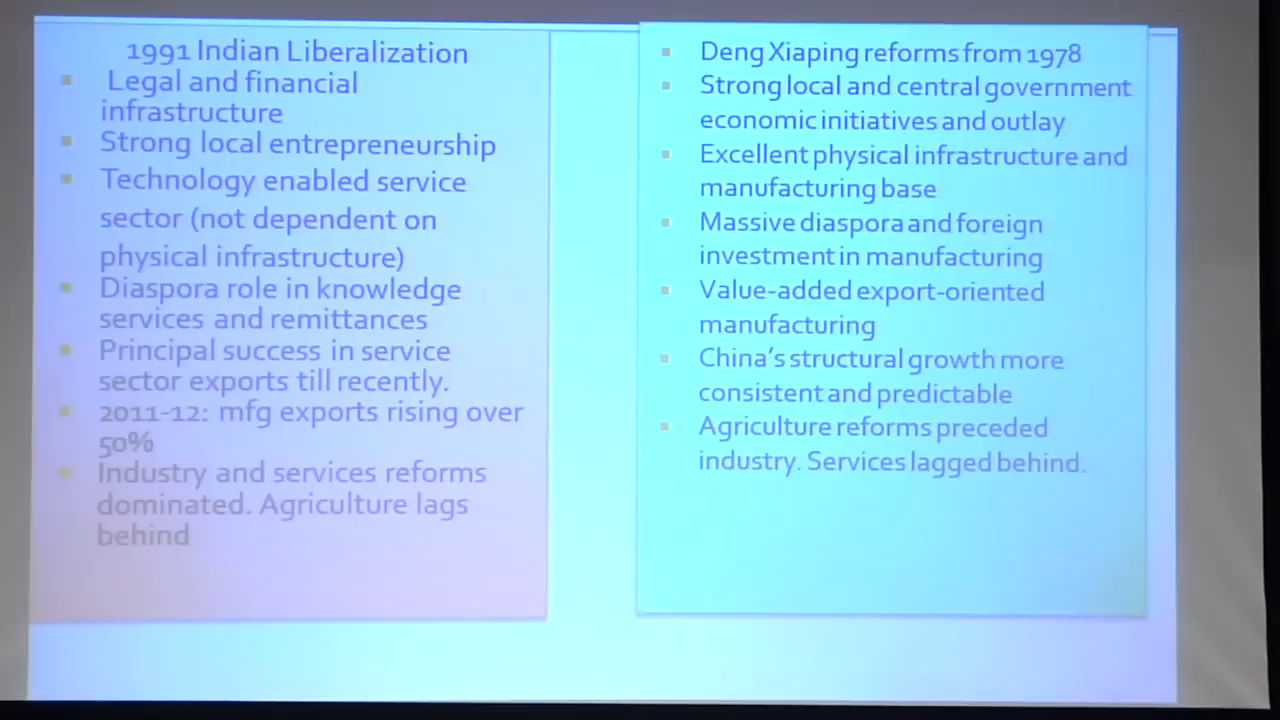 1991 Indian Liberalization
Legal and financial
infrastructure
Strong local entrepreneurship
Technology enabled service
sector (not dependent on
physical infrastructure)
Diaspora role in knowledge
services and remittances
Principal success in service
sector exports till recently.
2011-12: mfg exports rising over
50%
Industry and services reforms
dominated. Agriculture lags
behind
Deng Xiaping reforms from 1978
Strong local and central government
economic initiatives and outlay
Excellent physical infrastructure and
manufacturing base
Massive diaspora and foreign
investment in manufacturing
Value-added export-oriented
manufacturing
China's structural growth more
consistent and predictable
Agriculture reforms preceded
industry. Services lagged behind.